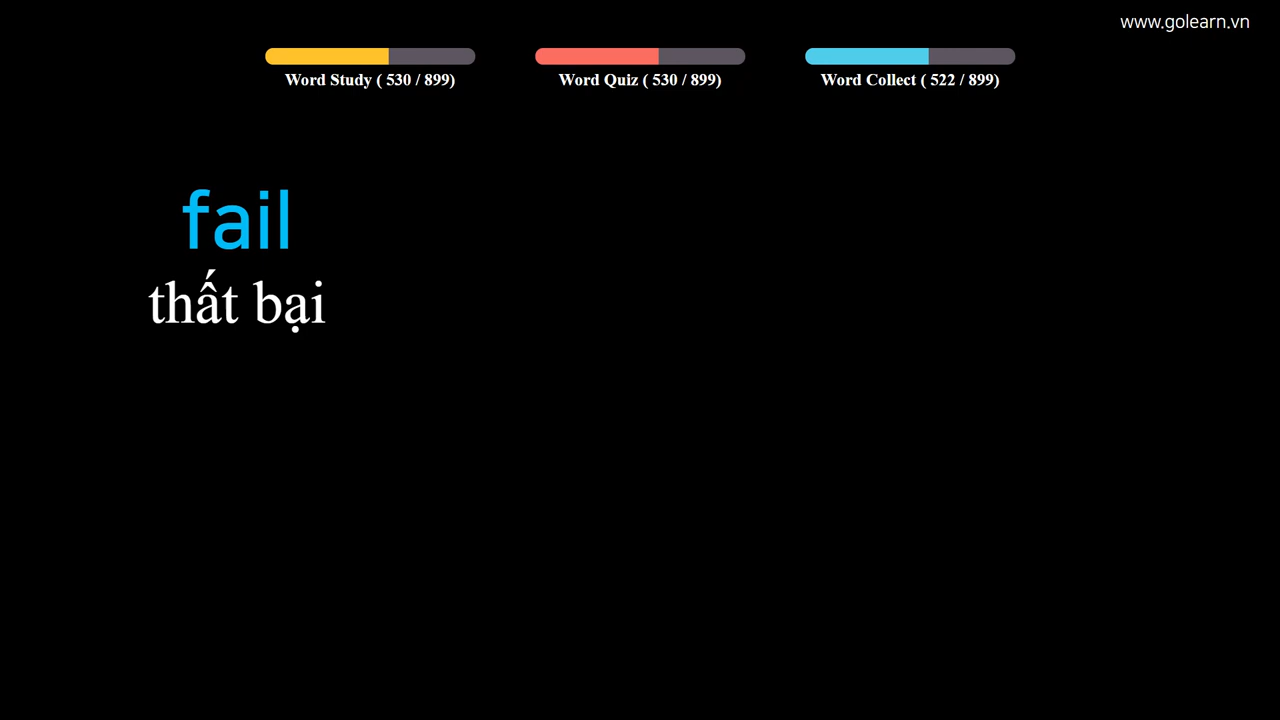 www.golearn.vn
Word Study ( 530 / 899)
Word Quiz ( 530 / 899)
Word Collect ( 522 / 899)
fail
thất bại